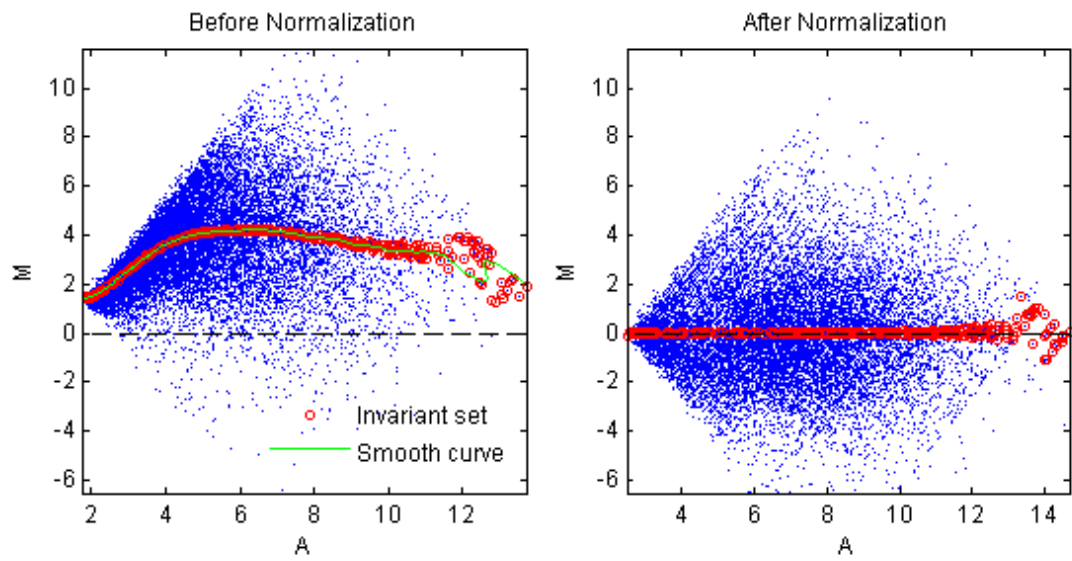 Before Normalization
After Normalization
M
10
8
6
4
2
0
-2
-4
-6
Invariant set
Smooth curve
2 4 6 8 10 12
A
M
10
8
6
4
2
0
-2
-4
-6
4 6 8 10 12 14
A